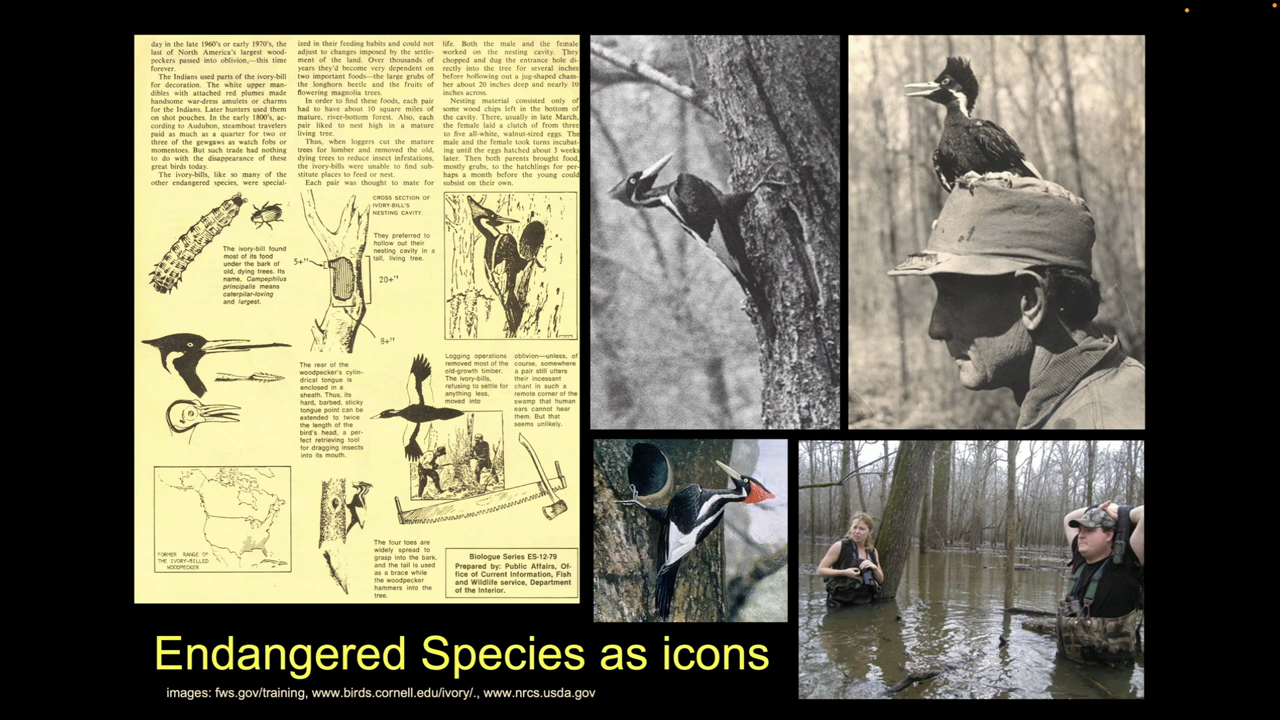 day in the late 1960's or early 1970's, the
last of North America's largest wood-
peckers passed into oblivion,—this time
forever.
The Indians used parts of the ivory-bill
for decoration. The white upper man-
dibles with attached red plumes made
handsome war-dress amulets or charms
for the Indians. Later hunters used them
on shot pouches. In the early 1800's, ac-
cording to Audubon, steamboat travelers
paid as much as a quarter for two or
three of the gewgaws as watch fobs or
momentoes. But such trade had nothing
to do with the disappearance of these
great birds today.
The ivory-bills, like so many of the
other endangered species, were special-
ized in their feeding habits and could not
adjust to changes imposed by the settle-
ment of the land. Over thousands of
years they'd become very dependent on
two important foods—the large grubs of
the longhorn beetle and the fruits of
flowering magnolia trees.
In order to find these foods, each pair
had to have about 10 square miles of
mature, river-bottom forest. Also, each
pair liked to nest high in a mature
living tree.
Thus, when loggers cut the mature
trees for lumber and removed the old,
dying trees to reduce insect infestations,
the ivory-bills were unable to find sub-
stitute places to feed or nest.
Each pair was thought to mate for
life. Both the male and the female
worked on the nesting cavity. They
chopped and dug the entrance hole di-
rectly into the tree for several inches
before hollowing out a jug-shaped cham-
ber about 20 inches deep and nearly 10
inches across.
Nesting material consisted only of
some wood chips left in the bottom of
the cavity. There, usually in late March,
the female laid a clutch of from three
to five all-white, walnut-sized eggs. The
male and the female took turns incubat-
ing until the eggs hatched about 3 weeks
later. Then both parents brought food,
mostly grubs, to the hatchlings for per-
haps a month before the young could
subsist on their own.
The ivory-bill found
most of its food
under the bark of
old, dying trees. Its
name, Campephilus
principalis means
caterpilar-loving
and largest.
CROSS SECTION OF
IVORY-BILL'S
NESTING CAVITY.
They preferred to
hollow out their
nesting cavity in a
tall, living tree.
5+"
20+"
8+"
The rear of the
woodpecker's cylin-
drical tongue is
enclosed in a
sheath. Thus, its
hard, barbed, sticky
tongue point can be
extended to twice
the length of the
bird's head, a per-
fect retrieving tool
for dragging insects
into its mouth.
Logging operations
removed most of the
old-growth timber.
The ivory-bills,
refusing to settle for
anything less,
moved into
oblivion—unless, of
course, somewhere
a pair still utters
their incessant
chant in such a
remote corner of the
swamp that human
ears cannot hear
them. But that
seems unlikely.
FORMER RANGE OF
THE IVORY-BILLED
WOODPECKER
The four toes are
widely spread to
grasp into the bark,
and the tail is used
as a brace while
the woodpecker
hammers into the
tree.
Biologue Series ES-12-79
Prepared by: Public Affairs, Of-
fice of Current Information, Fish
and Wildlife service, Department
of the Interior.
Endangered Species as icons
images: fws.gov/training, www.birds.cornell.edu/ivory/., www.nrcs.usda.gov